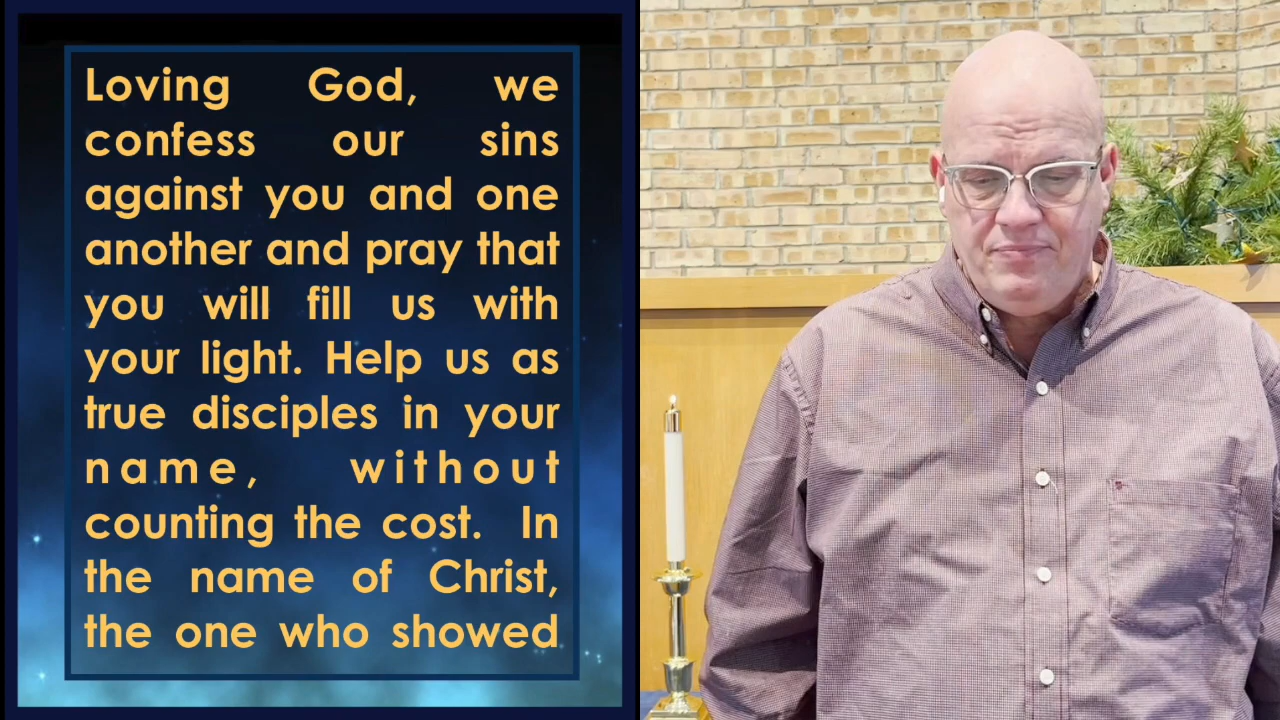 Loving God, we
confess our sins
against you and one
another and pray that
you will fill us with
your light. Help us as
true disciples in your
name, without
counting the cost. In
the name of Christ,
the one who showed